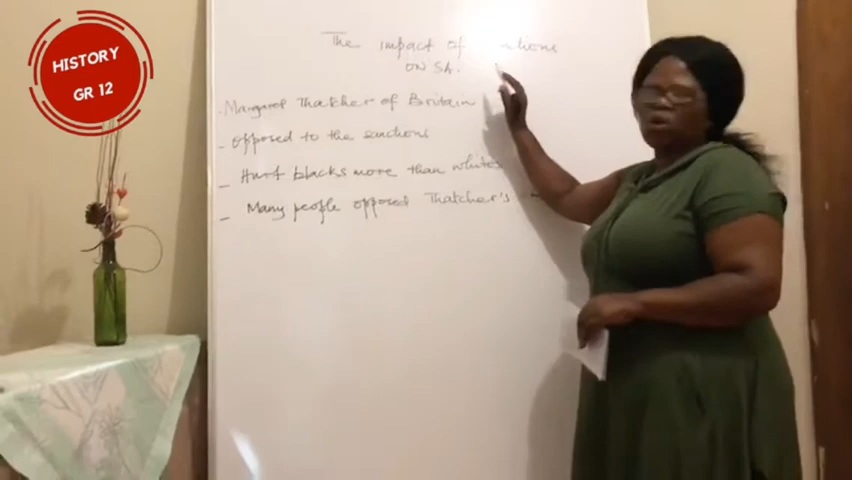 HISTORY
GR 12
The impact of
ON SA.
. Margaret Thatcher of Britain
- opposed to the sanctions
- Hurt blacks more than whites
- Many people opposed Thatcher's